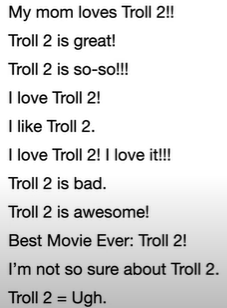 My mom loves Troll 2!!
Troll 2 is great!
Troll 2 is so-so!!!
I love Troll 2!
I like Troll 2.
I love Troll 2! I love it!!!
Troll 2 is bad.
Troll 2 is awesome!
Best Movie Ever: Troll 2!
I’m not so sure about Troll 2.
Troll 2 = Ugh.